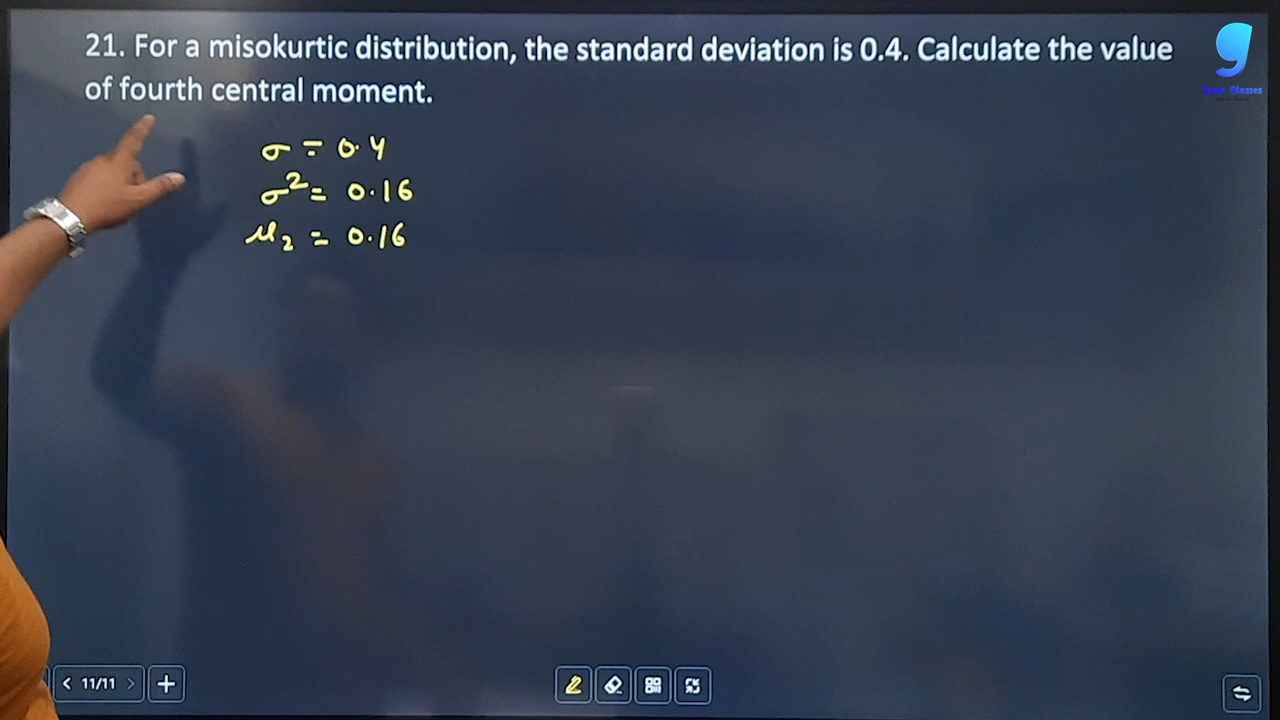 21. For a misokurtic distribution, the standard deviation is 0.4. Calculate the value
of fourth central moment.
σ = 0.4
σ² = 0.16
μ₂ = 0.16
11/11